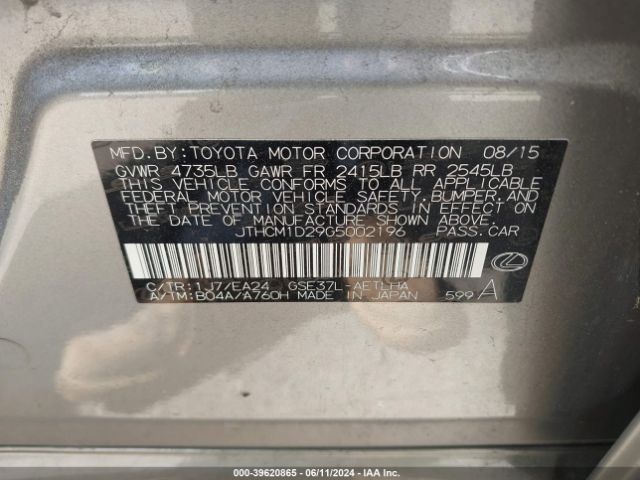 MFD.BY: TOYOTA MOTOR CORPORATION 08/15
GVWR 4735LB GAWR FR 2415LB RR 2545LB
THIS VEHICLE CONFORMS TO ALL APPLICABLE
FEDERAL MOTOR VEHICLE SAFETY,BUMPER,AND
THEFT PREVENTION STANDARDS IN EFFECT ON
THE DATE OF MANUFACTURE SHOWN ABOVE.
JTHCM1D29G5002196 PASS.CAR
C/TR:1J7/EA24 GSE37L-AETLHA
A/TM:B04A/A760H MADE IN JAPAN 599 A
000-39620865 - 06/11/2024 - IAAI.COM